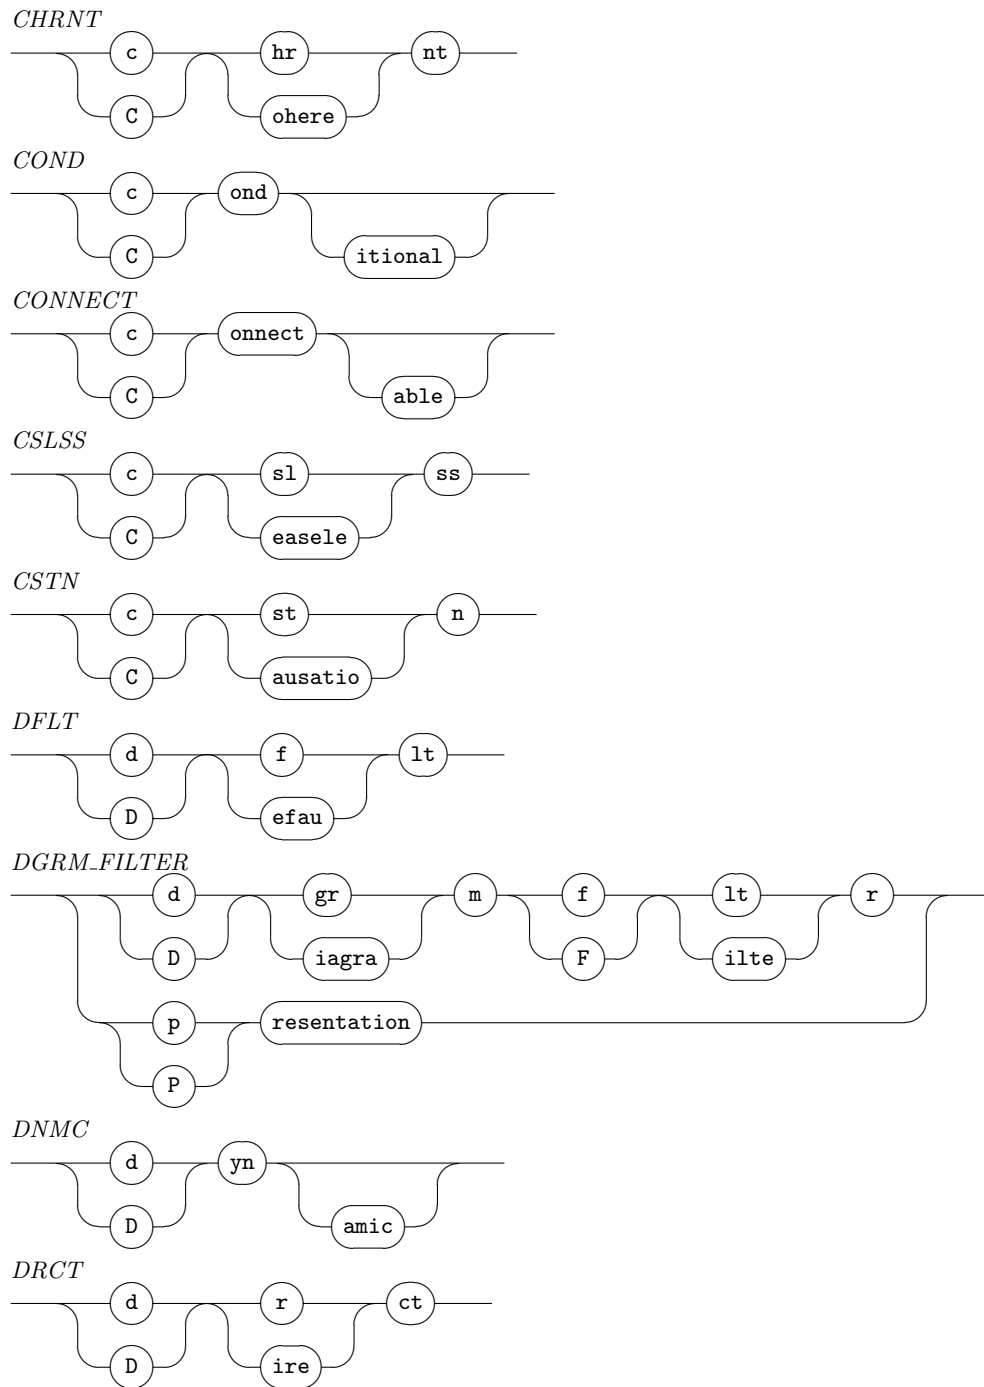 CHRNT
c hr nt
C ohere
COND
c ond
C itional
CONNECT
c onnect
C able
CSLSS
c sl ss
C easele
CSTN
c st n
C ausatio
DFLT
d f lt
D efau
DGRM_FILTER
d gr m f lt r
D iagra F ilte
p resentation
P
DNMC
d yn
D amic
DRCT
d r ct
D ire